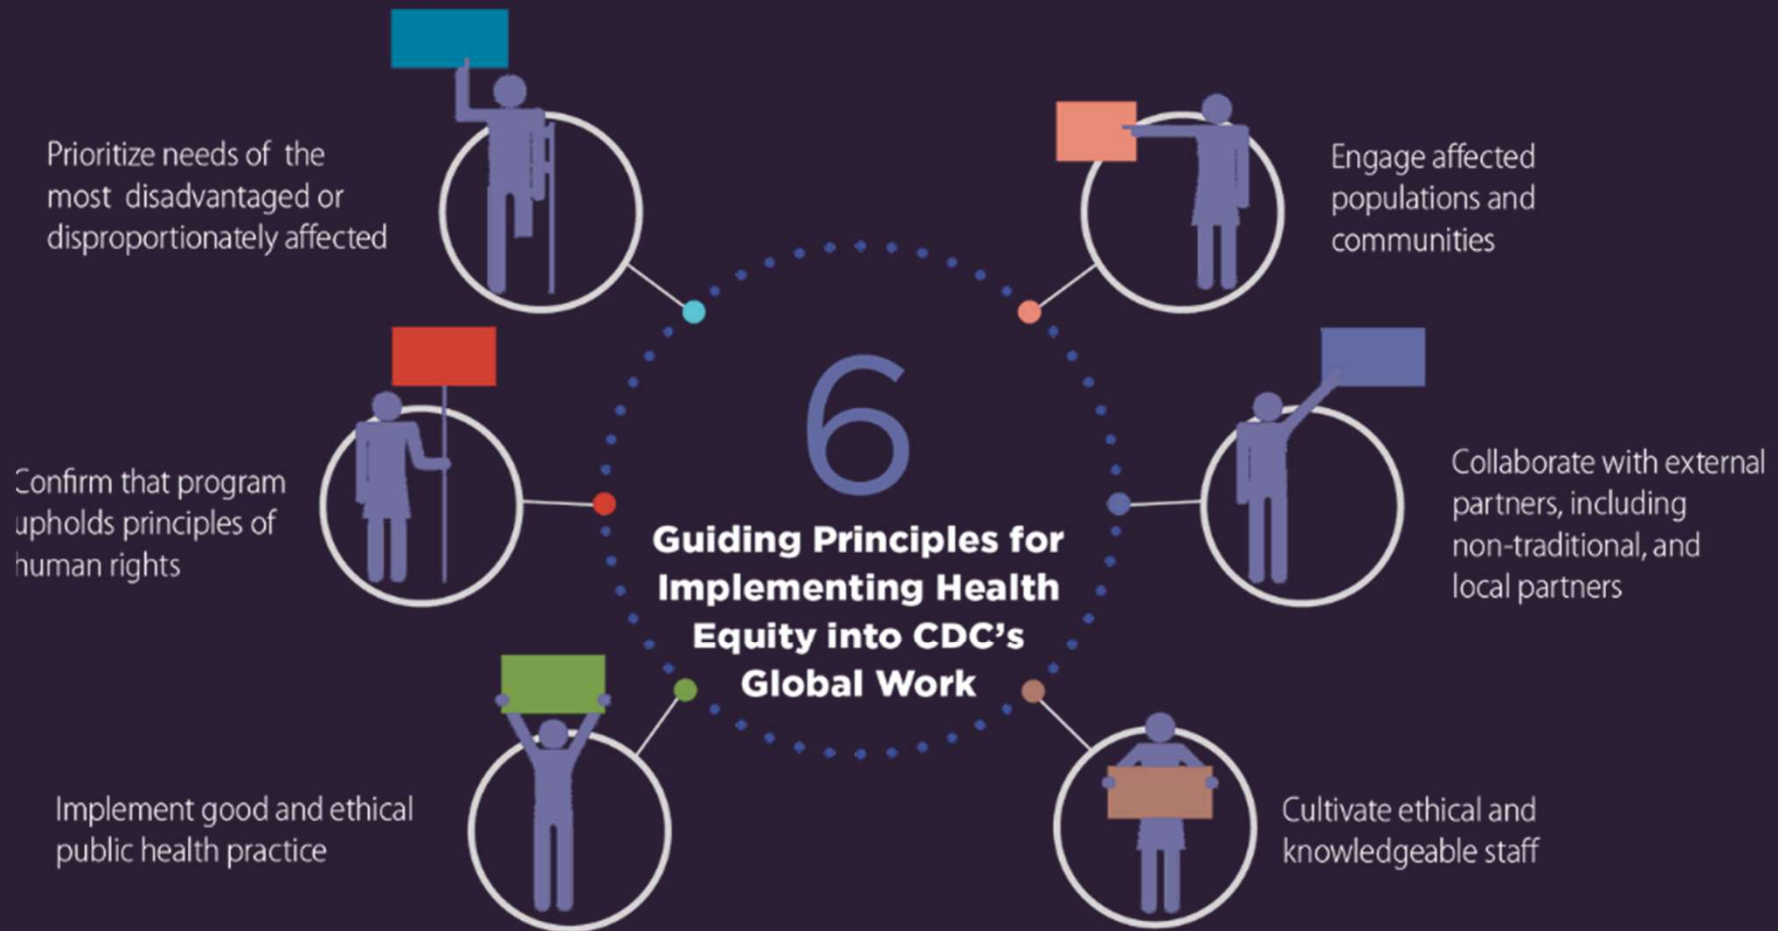 Prioritize needs of the
most disadvantaged or
disproportionately affected
Engage affected
populations and
communities
Confirm that program
upholds principles of
human rights
6
Guiding Principles for
Implementing Health
Equity into CDC's
Global Work
Collaborate with external
partners, including
non-traditional, and
local partners
Implement good and ethical
public health practice
Cultivate ethical and
knowledgeable staff